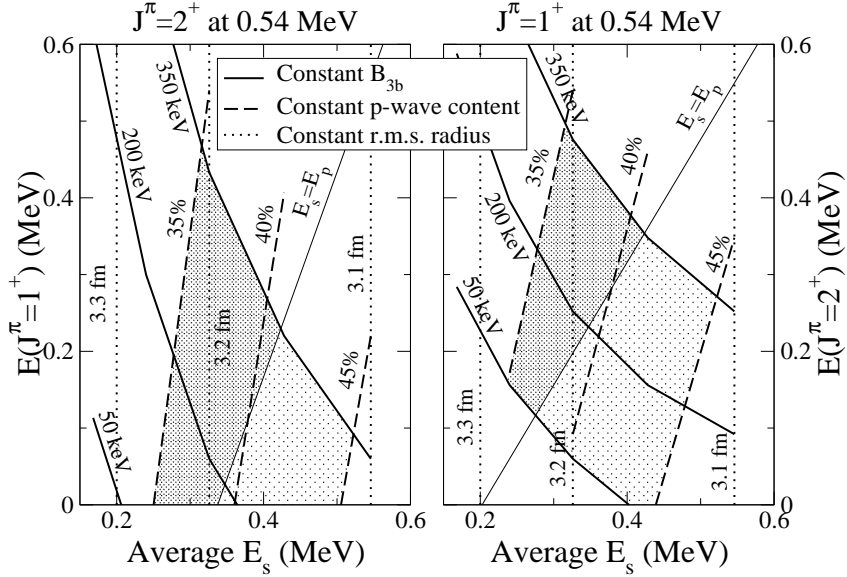 J^π=2^+ at 0.54 MeV
J^π=1^+ at 0.54 MeV
Constant B_3b
Constant p-wave content
Constant r.m.s. radius
E(J^π=1^+) (MeV)
0.6
0.4
0.2
0
350 keV
200 keV
50 keV
35%
40%
45%
E_s=E_p
3.3 fm
3.2 fm
3.1 fm
0.2
0.4
0.6
Average E_s (MeV)
350 keV
200 keV
50 keV
35%
40%
45%
E_s=E_p
3.3 fm
3.2 fm
3.1 fm
0.2
0.4
0.6
Average E_s (MeV)
0.6
0.4
0.2
0
E(J^π=2^+) (MeV)